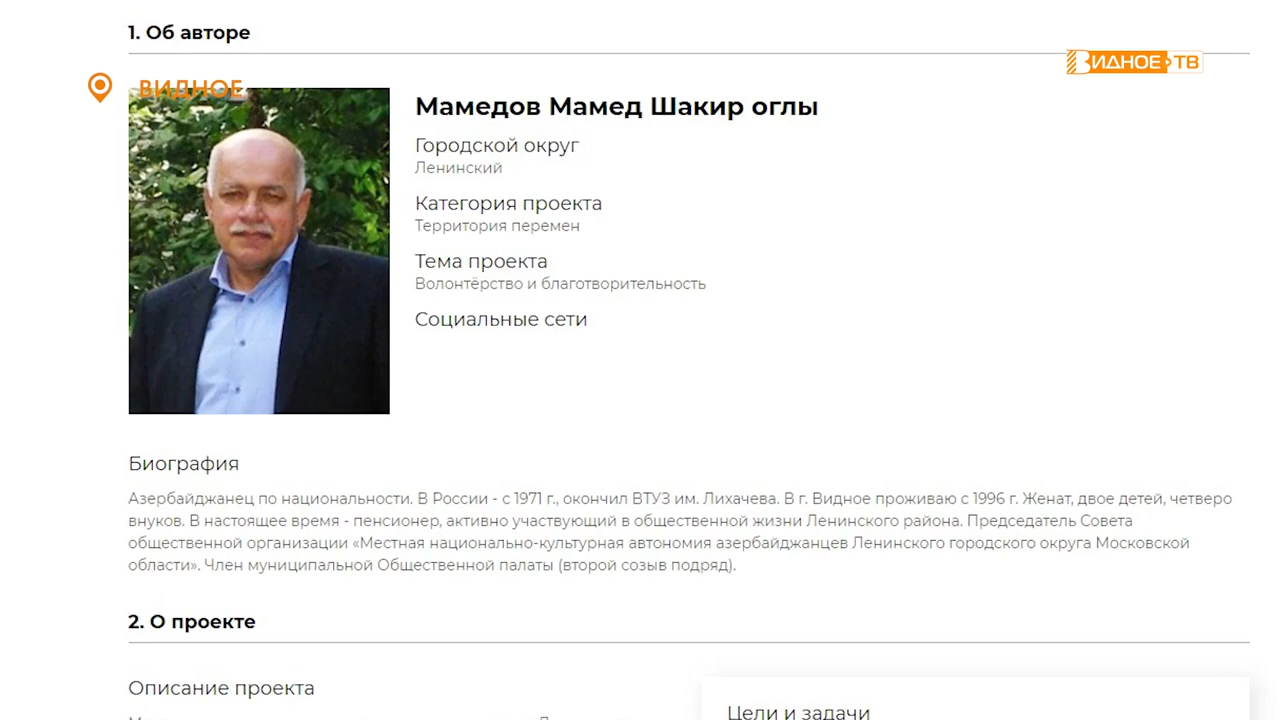 1. Об авторе
ВИДНОЕ ТВ
ВИДНОЕ
Мамедов Мамед Шакир оглы
Городской округ
Ленинский
Категория проекта
Территория перемен
Тема проекта
Волонтёрство и благотворительность
Социальные сети
Биография
Азербайджанец по национальности. В России - с 1971 г., окончил ВТУЗ им. Лихачева. В г. Видное проживаю с 1996 г. Женат, двое детей, четверо
внуков. В настоящее время - пенсионер, активно участвующий в общественной жизни Ленинского района. Председатель Совета
общественной организации «Местная национально-культурная автономия азербайджанцев Ленинского городского округа Московской
области». Член муниципальной Общественной палаты (второй созыв подряд).
2. О проекте
Описание проекта
Цели и задачи